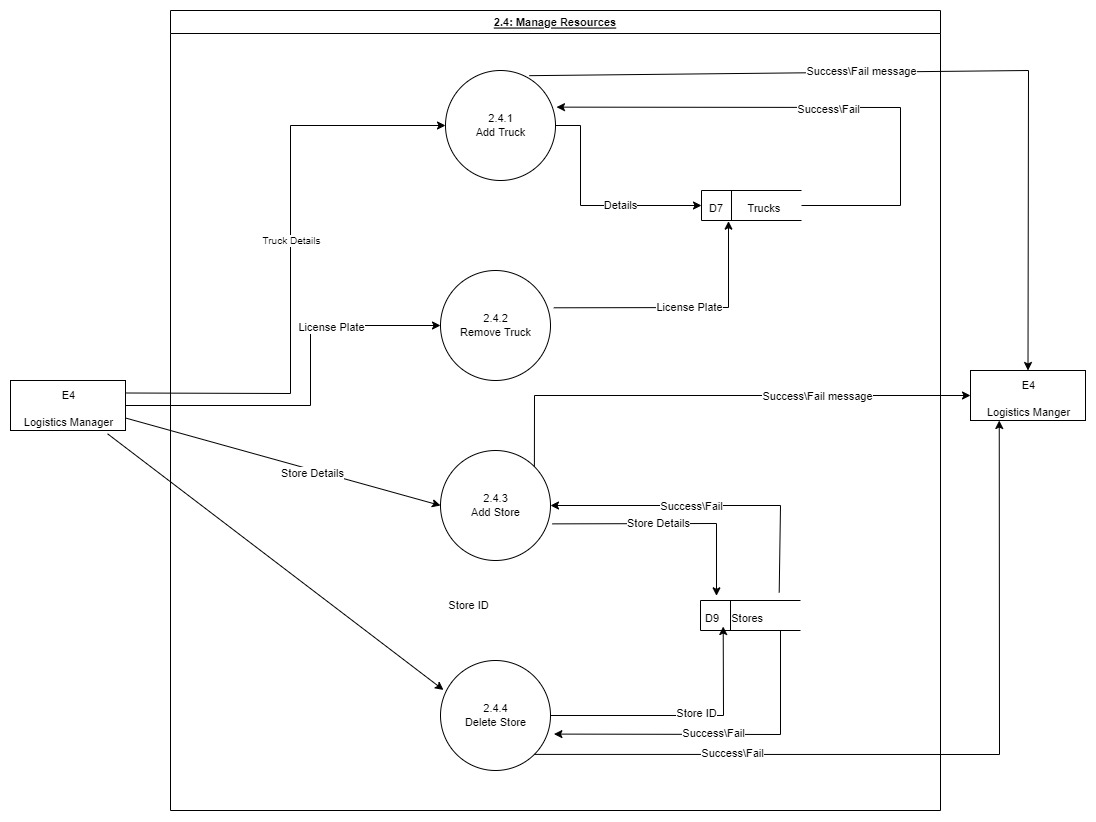 2.4: Manage Resources
Success\Fail message
Success\Fail
2.4.1
Add Truck
Details
D7
Trucks
Truck Details
License Plate
2.4.2
Remove Truck
License Plate
E4
Logistics Manager
E4
Logistics Manger
Success\Fail message
Store Details
2.4.3
Add Store
Success\Fail
Store Details
Store ID
D9
Stores
2.4.4
Delete Store
Store ID
Success\Fail
Success\Fail